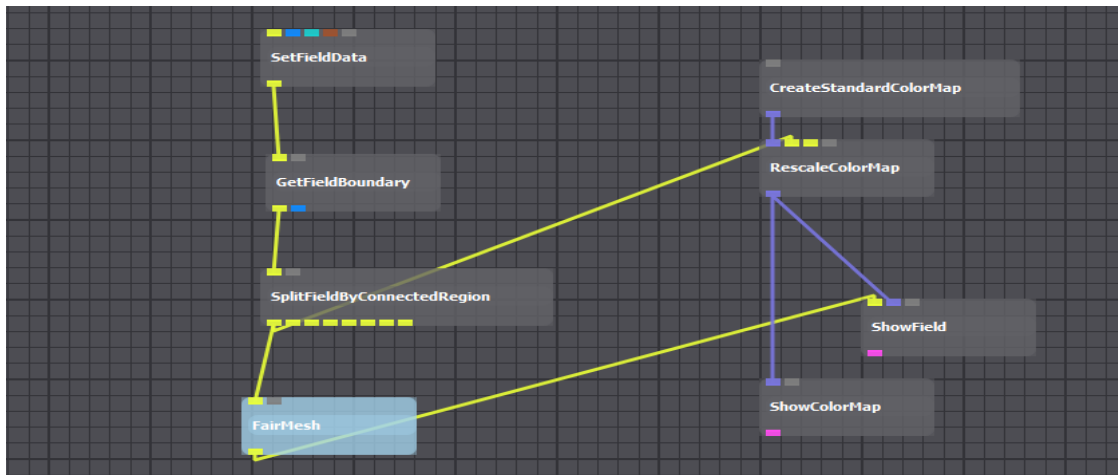 SetFieldData
CreateStandardColorMap
RescaleColorMap
GetFieldBoundary
SplitFieldByConnectedRegion
ShowField
ShowColorMap
FairMesh